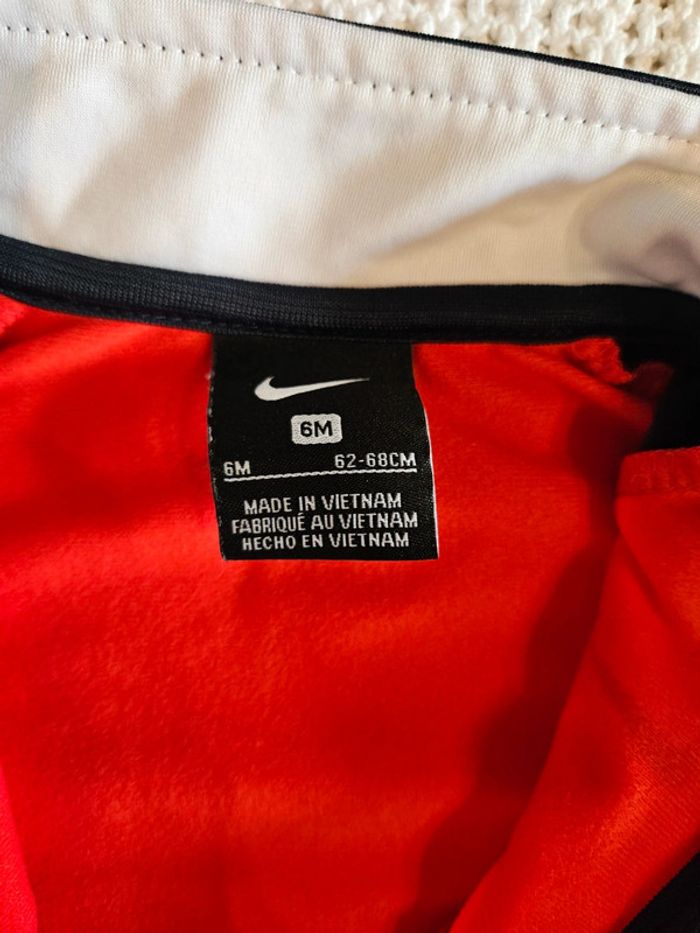 6M
6M 62-68CM
MADE IN VIETNAM
FABRIQUÉ AU VIETNAM
HECHO EN VIETNAM